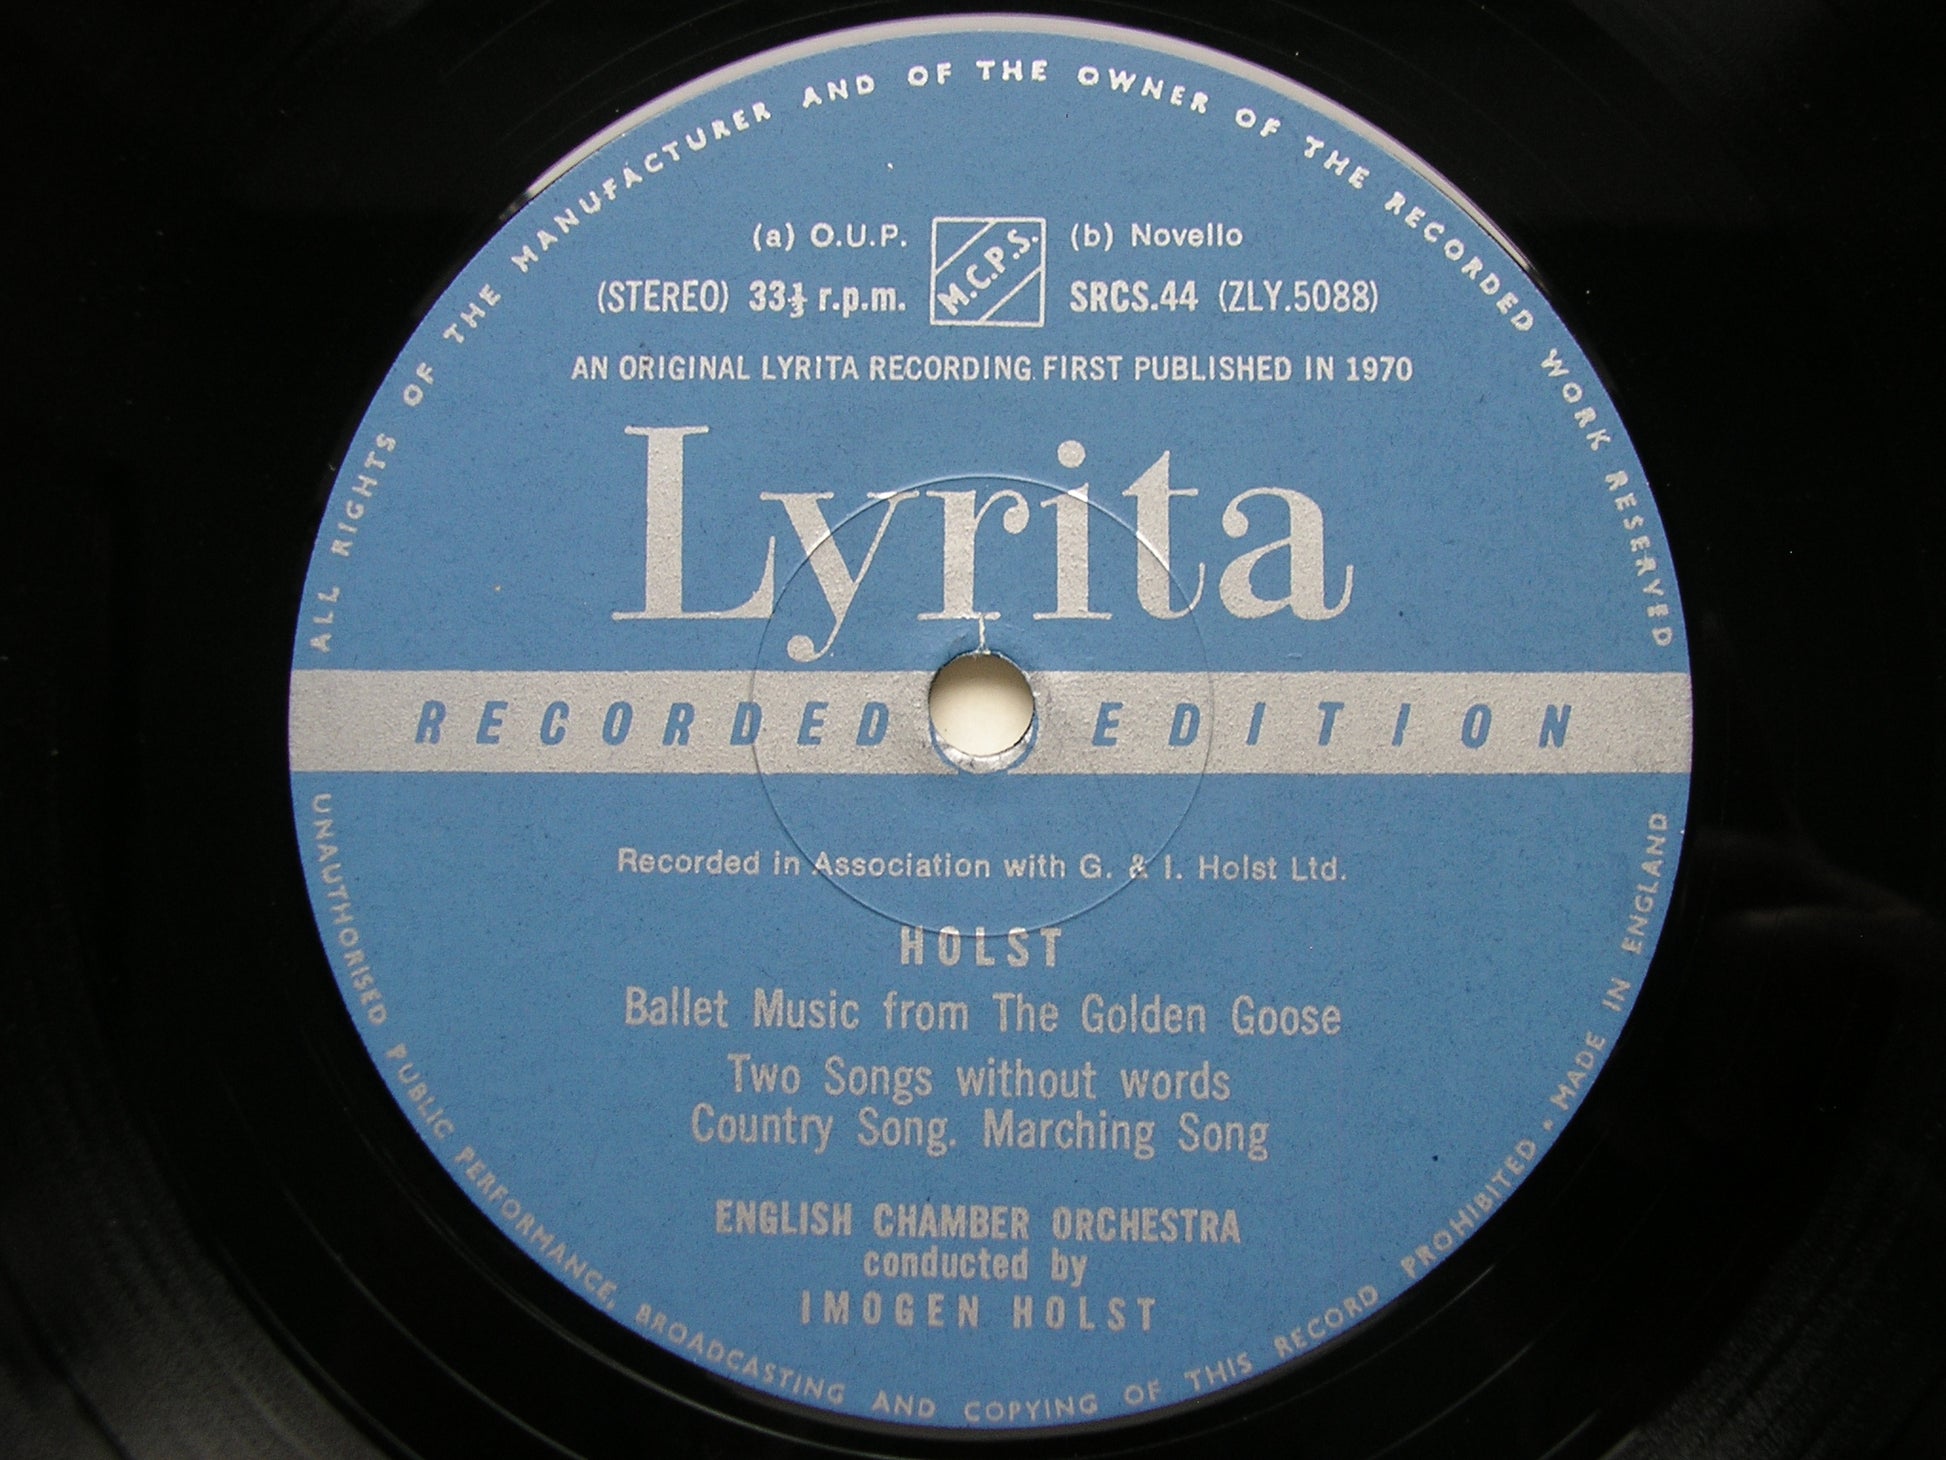 ALL RIGHTS OF THE MANUFACTURER AND OF THE OWNER OF THE RECORDED WORK RESERVED
(a) O.U.P.
M.C.P.S.
(b) Novello
(STEREO) 33⅓ r.p.m.
SRCS.44 (ZLY.5088)
AN ORIGINAL LYRITA RECORDING FIRST PUBLISHED IN 1970
Lyrita
RECORDED EDITION
Recorded in Association with G. & I. Holst Ltd.
HOLST
Ballet Music from The Golden Goose
Two Songs without words
Country Song. Marching Song
ENGLISH CHAMBER ORCHESTRA
conducted by
IMOGEN HOLST
UNAUTHORISED PUBLIC PERFORMANCE, BROADCASTING AND COPYING OF THIS RECORD PROHIBITED • MADE IN ENGLAND